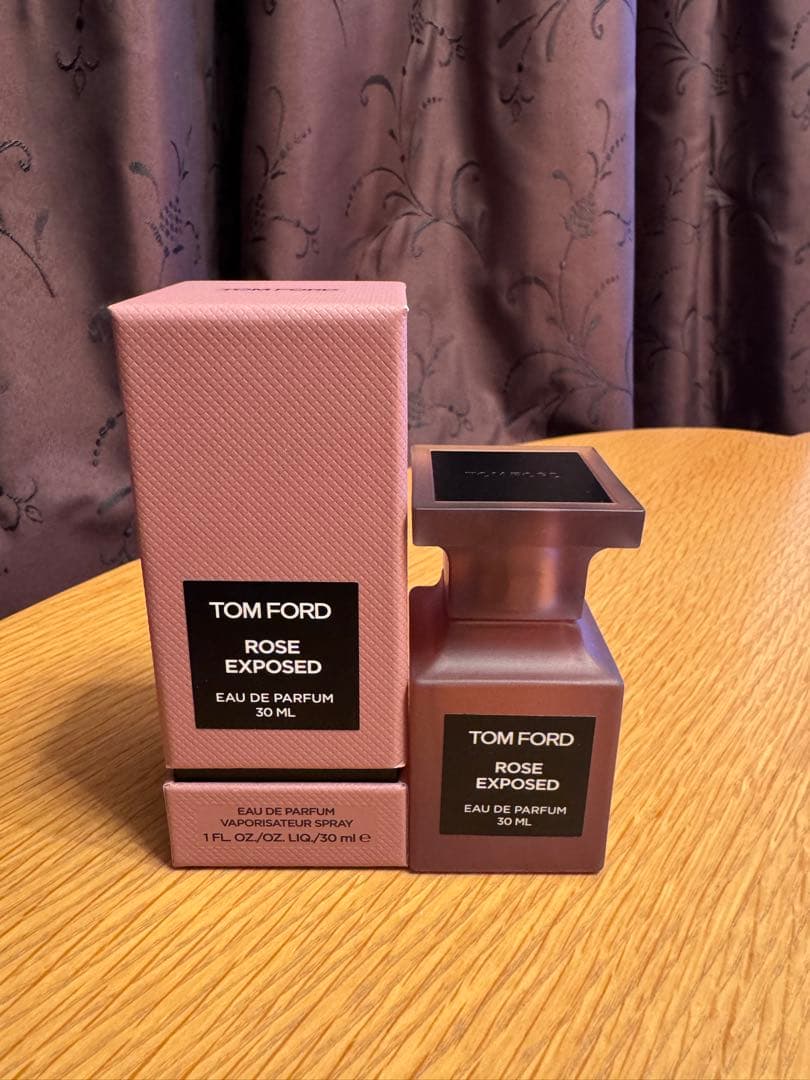 TOM FORD
TOM FORD
ROSE
EXPOSED
EAU DE PARFUM
30 ML
EAU DE PARFUM
VAPORISATEUR SPRAY
1 FL. OZ./OZ. LIQ./30 ml ℮
TOM FORD
TOM FORD
ROSE
EXPOSED
EAU DE PARFUM
30 ML